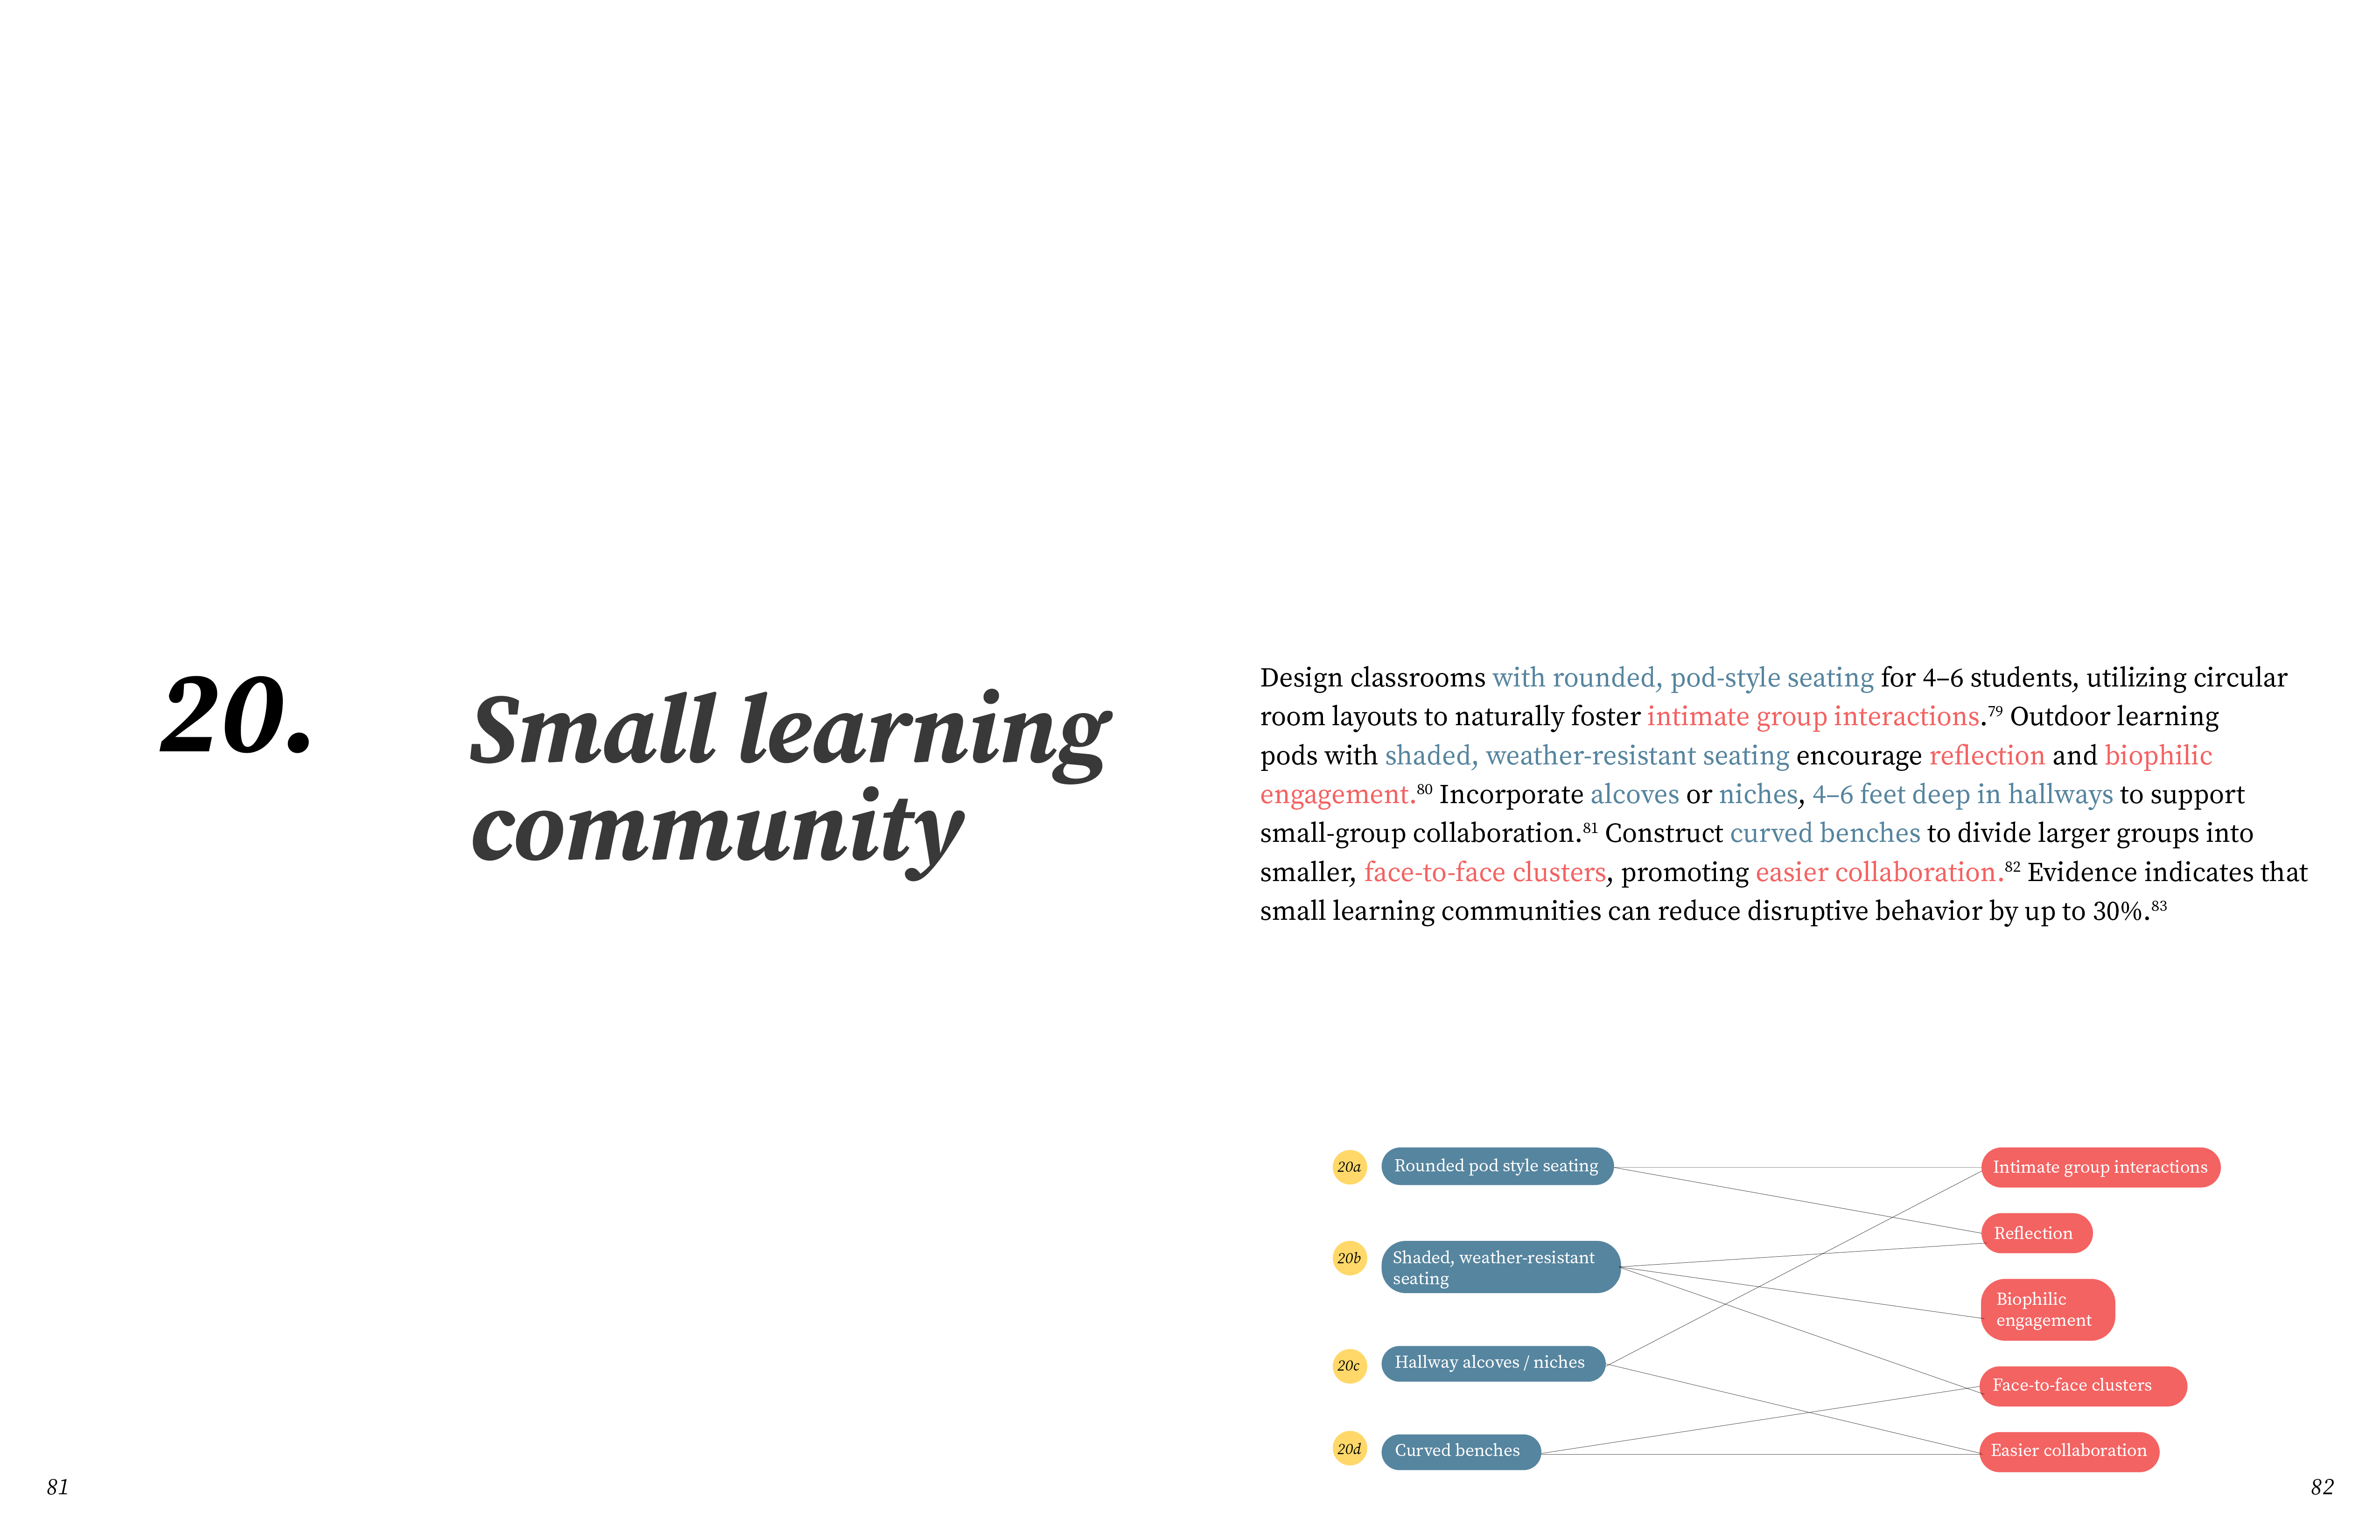 20.
Small learning
community
Design classrooms with rounded, pod-style seating for 4–6 students, utilizing circular
room layouts to naturally foster intimate group interactions.79 Outdoor learning
pods with shaded, weather-resistant seating encourage reflection and biophilic
engagement.80 Incorporate alcoves or niches, 4–6 feet deep in hallways to support
small-group collaboration.81 Construct curved benches to divide larger groups into
smaller, face-to-face clusters, promoting easier collaboration.82 Evidence indicates that
small learning communities can reduce disruptive behavior by up to 30%.83
20a
Rounded pod style seating
20b
Shaded, weather-resistant
seating
20c
Hallway alcoves / niches
20d
Curved benches
Intimate group interactions
Reflection
Biophilic
engagement
Face-to-face clusters
Easier collaboration
81
82